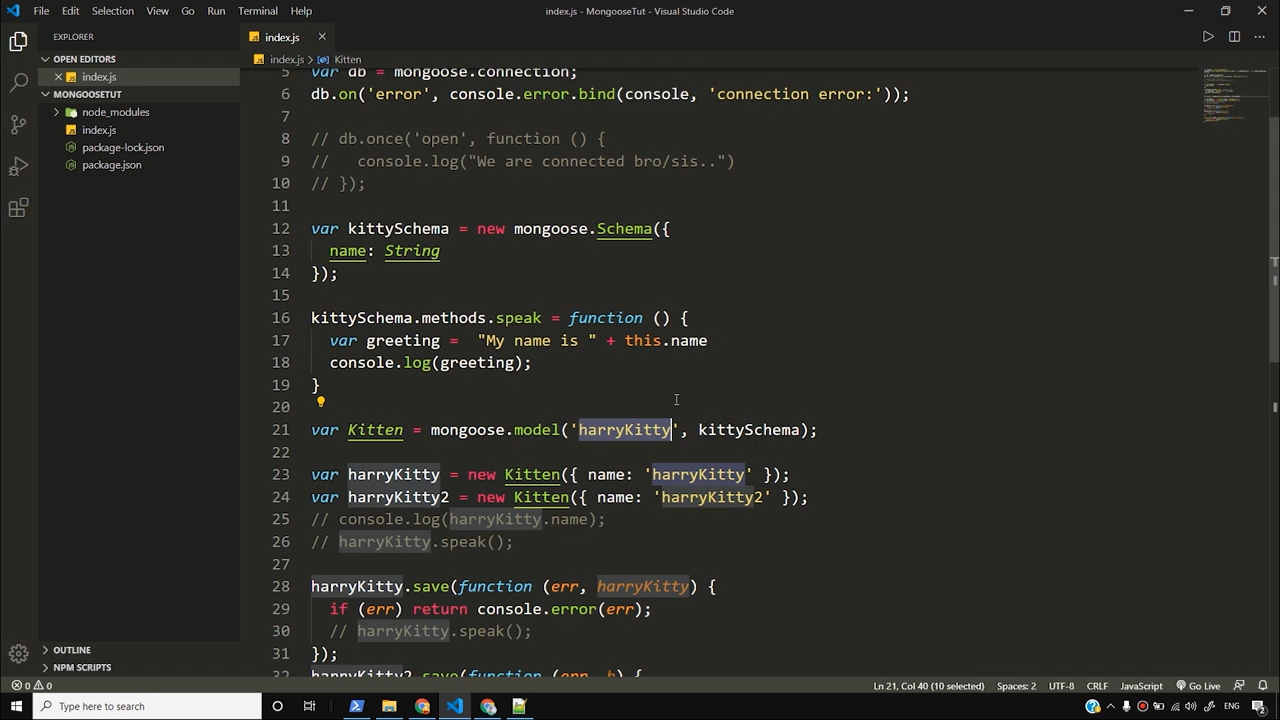 File Edit Selection View Go Run Terminal Help
index.js - MongooseTut - Visual Studio Code
EXPLORER
OPEN EDITORS
index.js
MONGOOSETUT
node_modules
index.js
package-lock.json
package.json
OUTLINE
NPM SCRIPTS
index.js
index.js > Kitten
5 var db = mongoose.connection;
6 db.on('error', console.error.bind(console, 'connection error:'));
7
8 // db.once('open', function () {
9 //   console.log("We are connected bro/sis..")
10 // });
11
12 var kittySchema = new mongoose.Schema({
13   name: String
14 });
15
16 kittySchema.methods.speak = function () {
17   var greeting =  "My name is " + this.name
18   console.log(greeting);
19 }
20
21 var Kitten = mongoose.model('harryKitty', kittySchema);
22
23 var harryKitty = new Kitten({ name: 'harryKitty' });
24 var harryKitty2 = new Kitten({ name: 'harryKitty2' });
25 // console.log(harryKitty.name);
26 // harryKitty.speak();
27
28 harryKitty.save(function (err, harryKitty) {
29   if (err) return console.error(err);
30   // harryKitty.speak();
31 });
32 harryKitty2.save(function (err, h) {
0 0 Ln 21, Col 40 (10 selected) Spaces: 2 UTF-8 CRLF JavaScript Go Live
Type here to search
ENG
2